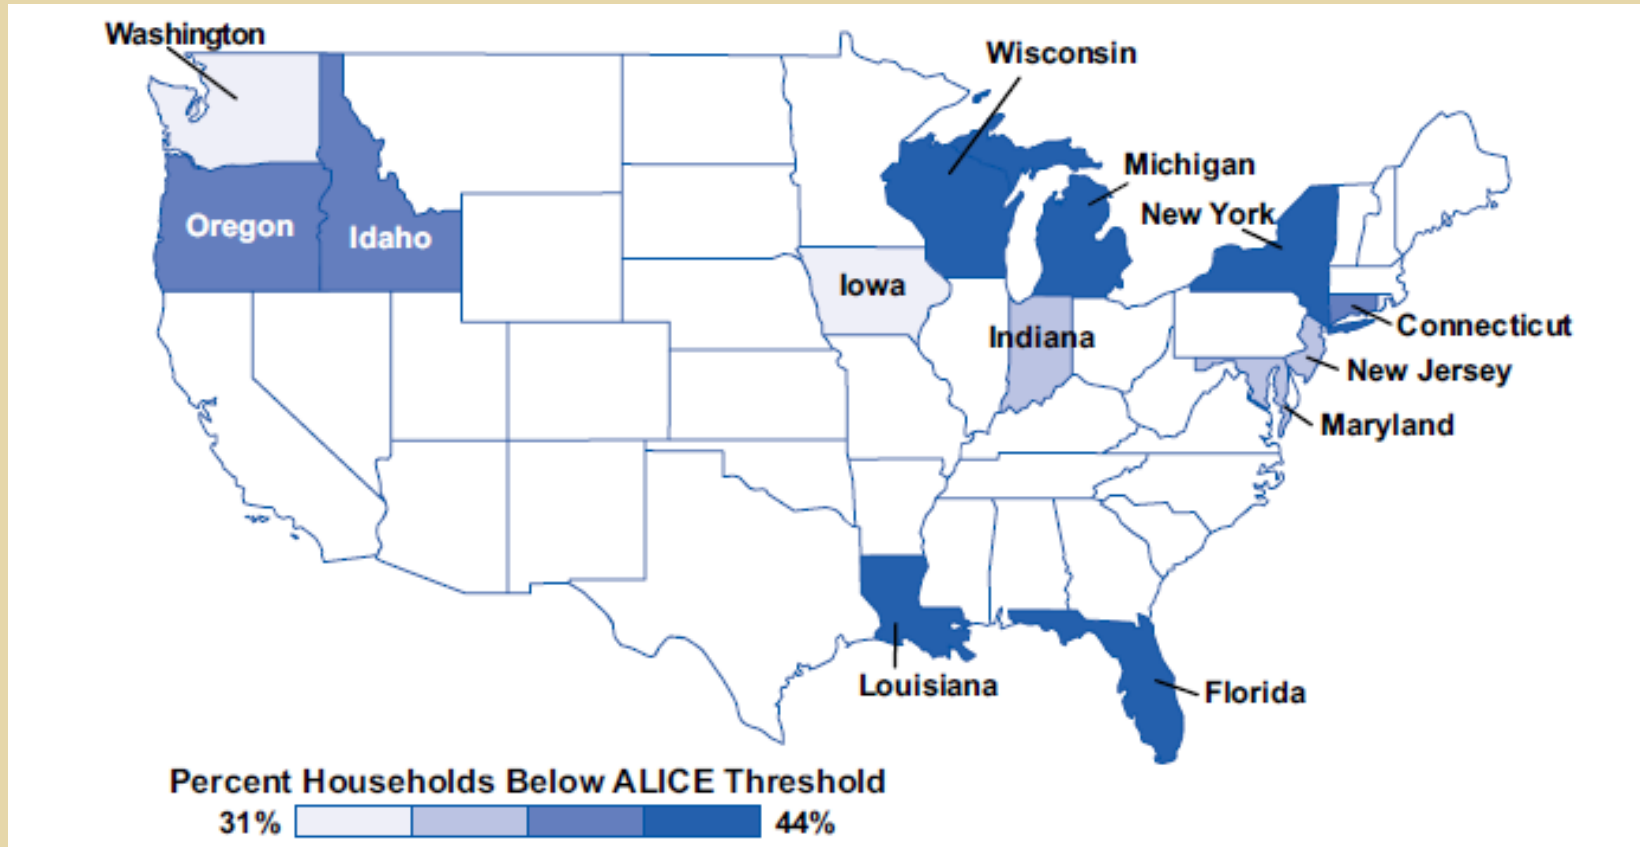 Washington
Wisconsin
Michigan
New York
Oregon
Idaho
Iowa
Indiana
Connecticut
New Jersey
Maryland
Louisiana
Florida
Percent Households Below ALICE Threshold
31% 44%